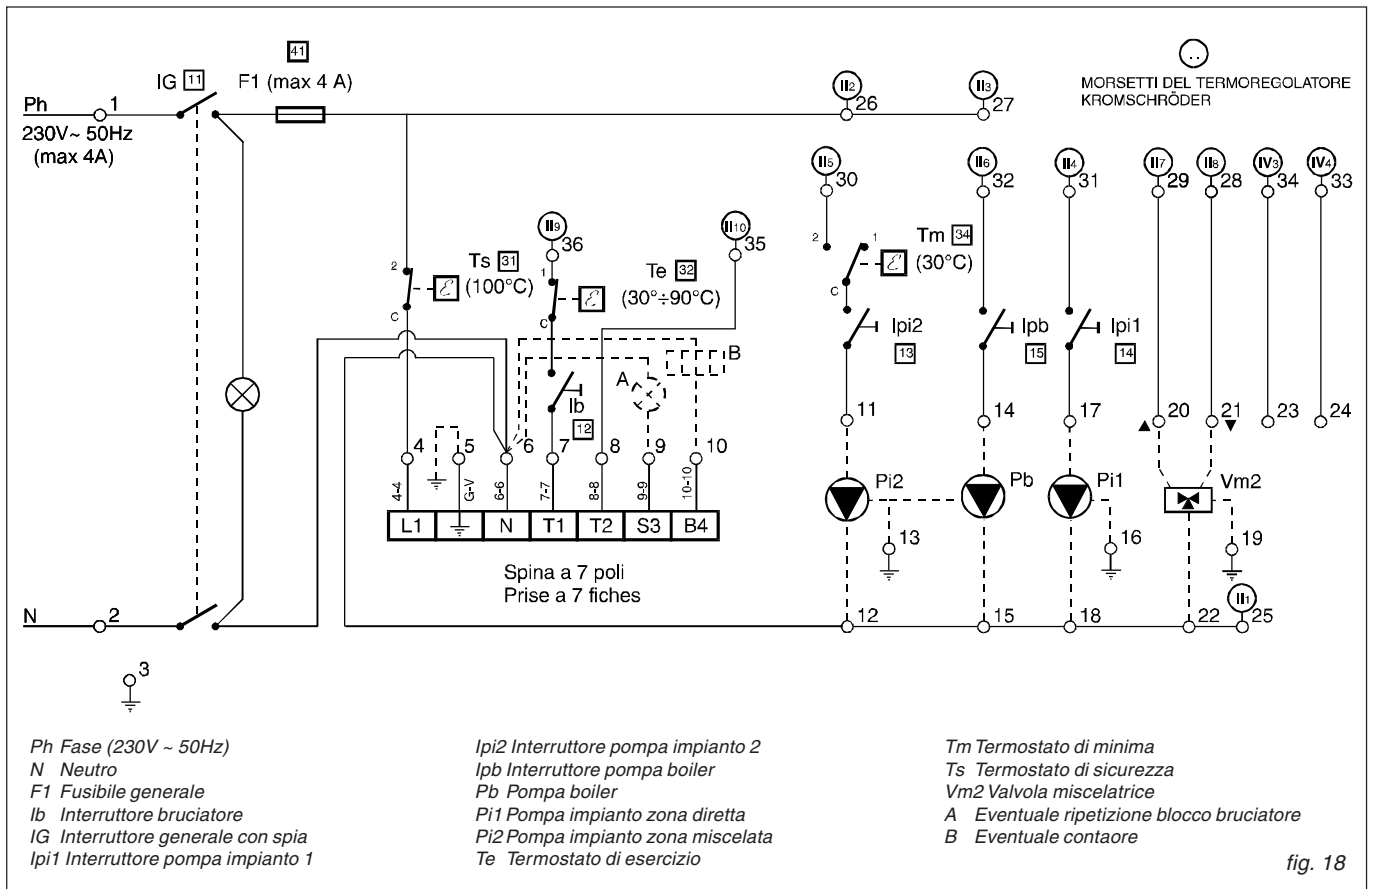 41
IG 11 F1 (max 4 A)
II2 II3
MORSETTI DEL TERMOREGOLATORE
KROMSCHRÖDER
Ph 1 26 27
230V~ 50Hz
(max 4A)
II5 II6 II4 II7 II8 IV3 IV4
30 32 31 29 28 34 33
II9 II10
36 35
2 1 Tm 34
(30°C)
2 Ts 31
(100°C)
1 Te 32
(30°÷90°C)
C C C
Ipi2 Ipb Ipi1
13 15 14
B
A
Ib
12
11 14 17 20 21 23 24
▲ ▼
4 5 6 7 8 9 10
4-4 G-V 6-6 7-7 8-8 9-9 10-10
Pi2 Pb Pi1 Vm2
L1 N T1 T2 S3 B4
13 16 19
Spina a 7 poli
Prise a 7 fiches
II1
N 2 12 15 18 22 25
3
Ph Fase (230V ~ 50Hz)
N Neutro
F1 Fusibile generale
Ib Interruttore bruciatore
IG Interruttore generale con spia
Ipi1 Interruttore pompa impianto 1
Ipi2 Interruttore pompa impianto 2
Ipb Interruttore pompa boiler
Pb Pompa boiler
Pi1 Pompa impianto zona diretta
Pi2 Pompa impianto zona miscelata
Te Termostato di esercizio
Tm Termostato di minima
Ts Termostato di sicurezza
Vm2 Valvola miscelatrice
A Eventuale ripetizione blocco bruciatore
B Eventuale contaore
fig. 18